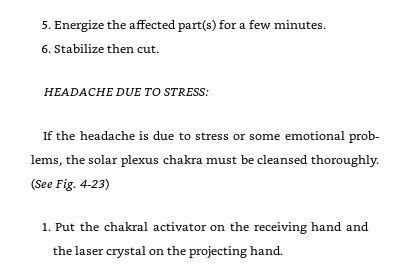 5. Energize the affected part(s) for a few minutes.
6. Stabilize then cut.
HEADACHE DUE TO STRESS:
If the headache is due to stress or some emotional prob-
lems, the solar plexus chakra must be cleansed thoroughly.
(See Fig. 4-23)
1. Put the chakral activator on the receiving hand and
the laser crystal on the projecting hand.